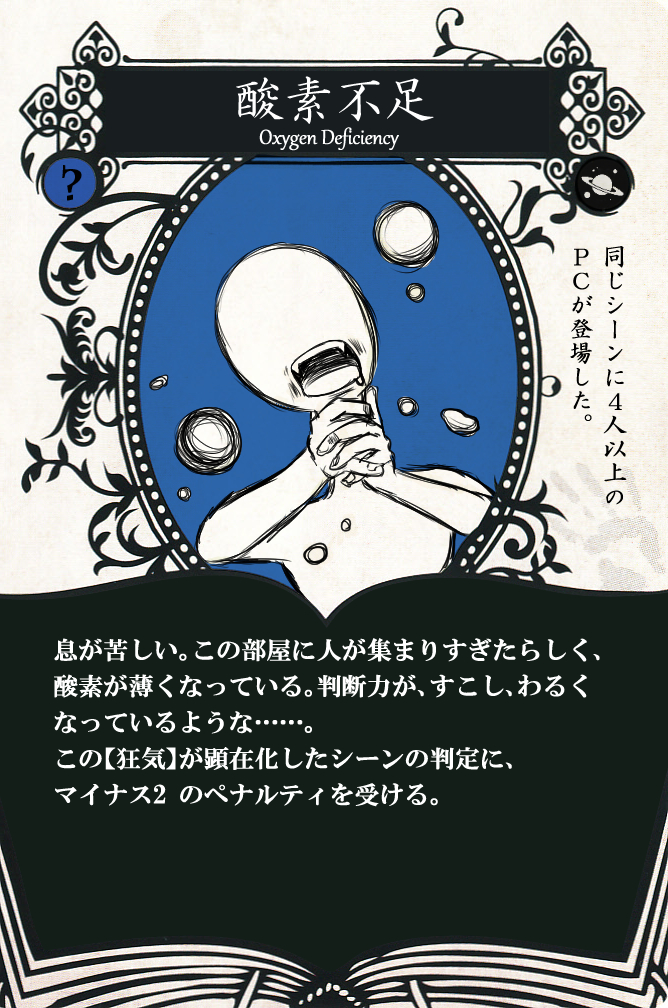 酸素不足
Oxygen Deficiency
?
同じシーンに4人以上の
PCが登場した。
息が苦しい。この部屋に人が集まりすぎたらしく、
酸素が薄くなっている。判断力が、すこし、わるく
なっているような……。
この【狂気】が顕在化したシーンの判定に、
マイナス2 のペナルティを受ける。